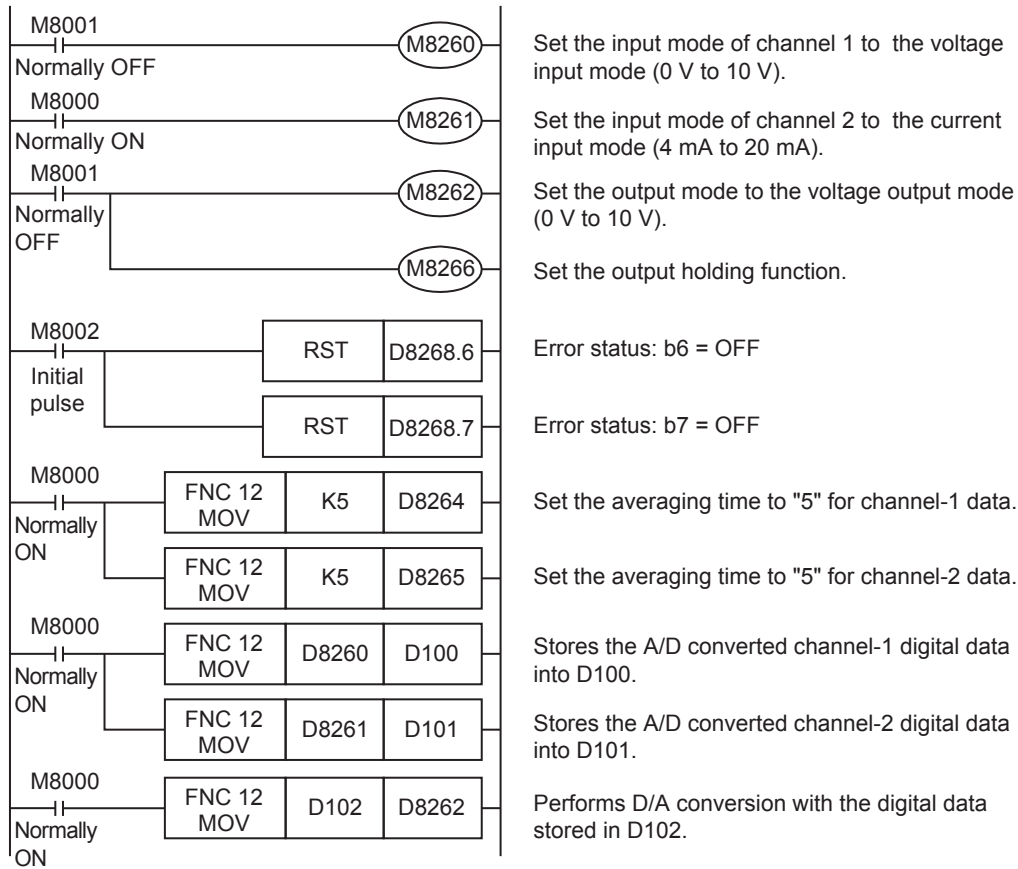 M8001
M8260
Normally OFF
Set the input mode of channel 1 to  the voltage
input mode (0 V to 10 V).
M8000
M8261
Normally ON
Set the input mode of channel 2 to  the current
input mode (4 mA to 20 mA).
M8001
M8262
Normally
OFF
Set the output mode to the voltage output mode
(0 V to 10 V).
M8266
Set the output holding function.
M8002
RST D8268.6
Initial
pulse
Error status: b6 = OFF
RST D8268.7
Error status: b7 = OFF
M8000
FNC 12
MOV
K5 D8264
Normally
ON
Set the averaging time to "5" for channel-1 data.
FNC 12
MOV
K5 D8265
Set the averaging time to "5" for channel-2 data.
M8000
FNC 12
MOV
D8260 D100
Normally
ON
Stores the A/D converted channel-1 digital data
into D100.
FNC 12
MOV
D8261 D101
Stores the A/D converted channel-2 digital data
into D101.
M8000
FNC 12
MOV
D102 D8262
Normally
ON
Performs D/A conversion with the digital data
stored in D102.